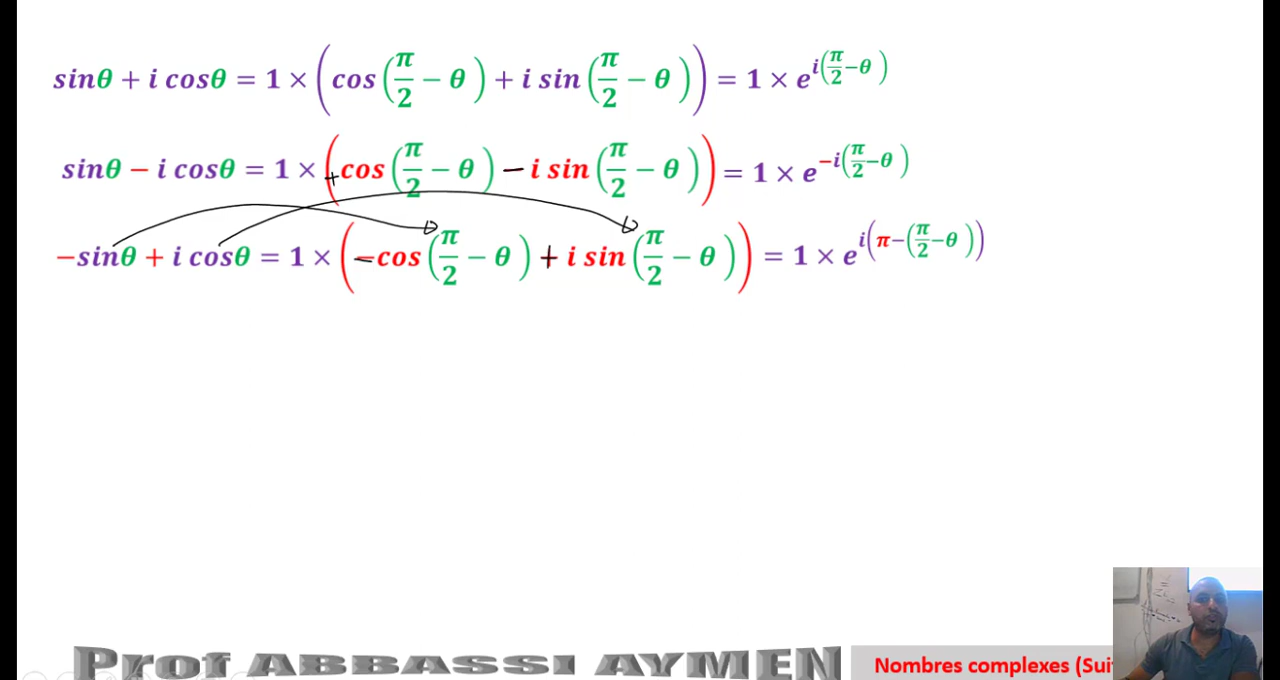 sinθ + i cosθ = 1 × (cos(π/2 − θ) + i sin(π/2 − θ)) = 1 × e^{i(π/2−θ)}
sinθ − i cosθ = 1 × (+cos(π/2 − θ) − i sin(π/2 − θ)) = 1 × e^{−i(π/2−θ)}
−sinθ + i cosθ = 1 × (−cos(π/2 − θ) + i sin(π/2 − θ)) = 1 × e^{i(π−(π/2−θ))}
Prof ABBASSI AYMEN
Nombres complexes (Sui